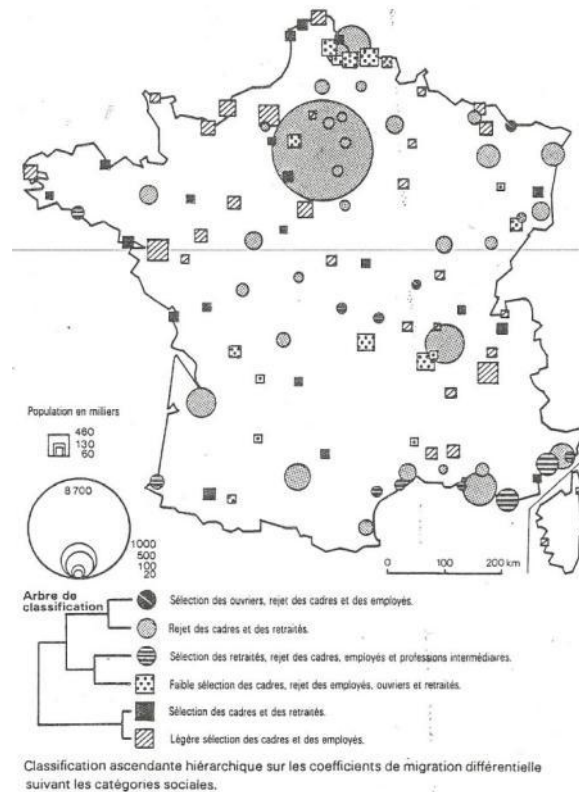 Population en milliers
460
130
60
8700
1000
500
100
20
0 100 200 km
Arbre de
classification
Sélection des ouvriers, rejet des cadres et des employés.
Rejet des cadres et des retraités.
Sélection des retraités, rejet des cadres, employés et professions intermédiaires.
Faible sélection des cadres, rejet des employés, ouvriers et retraités.
Sélection des cadres et des retraités.
Légère sélection des cadres et des employés.
Classification ascendante hiérarchique sur les coefficients de migration différentielle
suivant les catégories sociales.